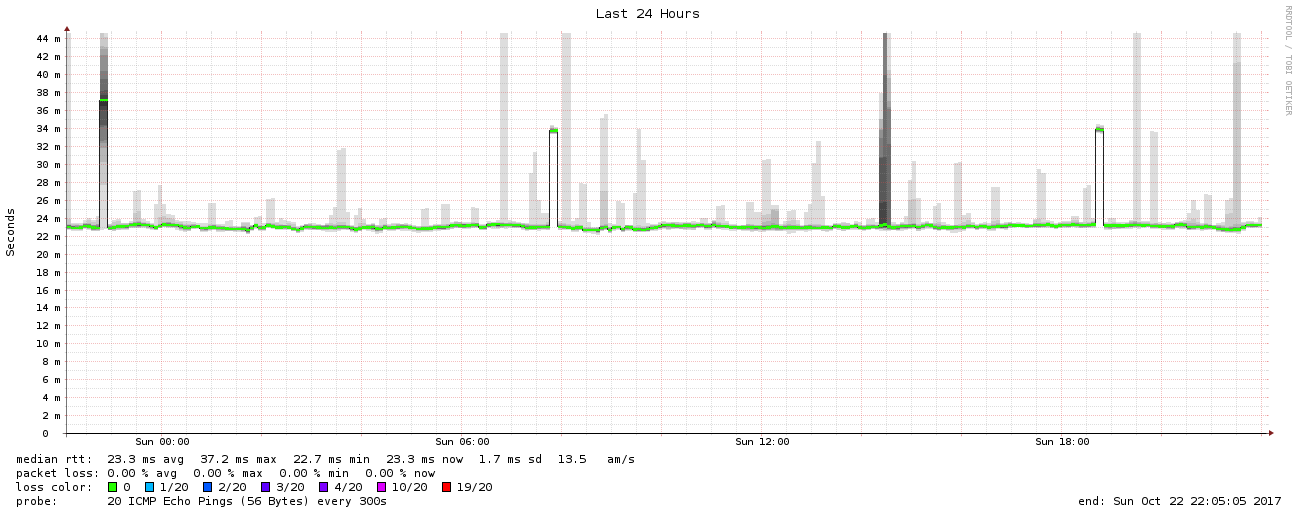 Last 24 Hours
RRDTOOL / TOBI OETIKER
Seconds
44 m
42 m
40 m
38 m
36 m
34 m
32 m
30 m
28 m
26 m
24 m
22 m
20 m
18 m
16 m
14 m
12 m
10 m
8 m
6 m
4 m
2 m
0
Sun 00:00 Sun 06:00 Sun 12:00 Sun 18:00
median rtt: 23.3 ms avg 37.2 ms max 22.7 ms min 23.3 ms now 1.7 ms sd 13.5 am/s
packet loss: 0.00 % avg 0.00 % max 0.00 % min 0.00 % now
loss color: 0 1/20 2/20 3/20 4/20 10/20 19/20
probe: 20 ICMP Echo Pings (56 Bytes) every 300s end: Sun Oct 22 22:05:05 2017